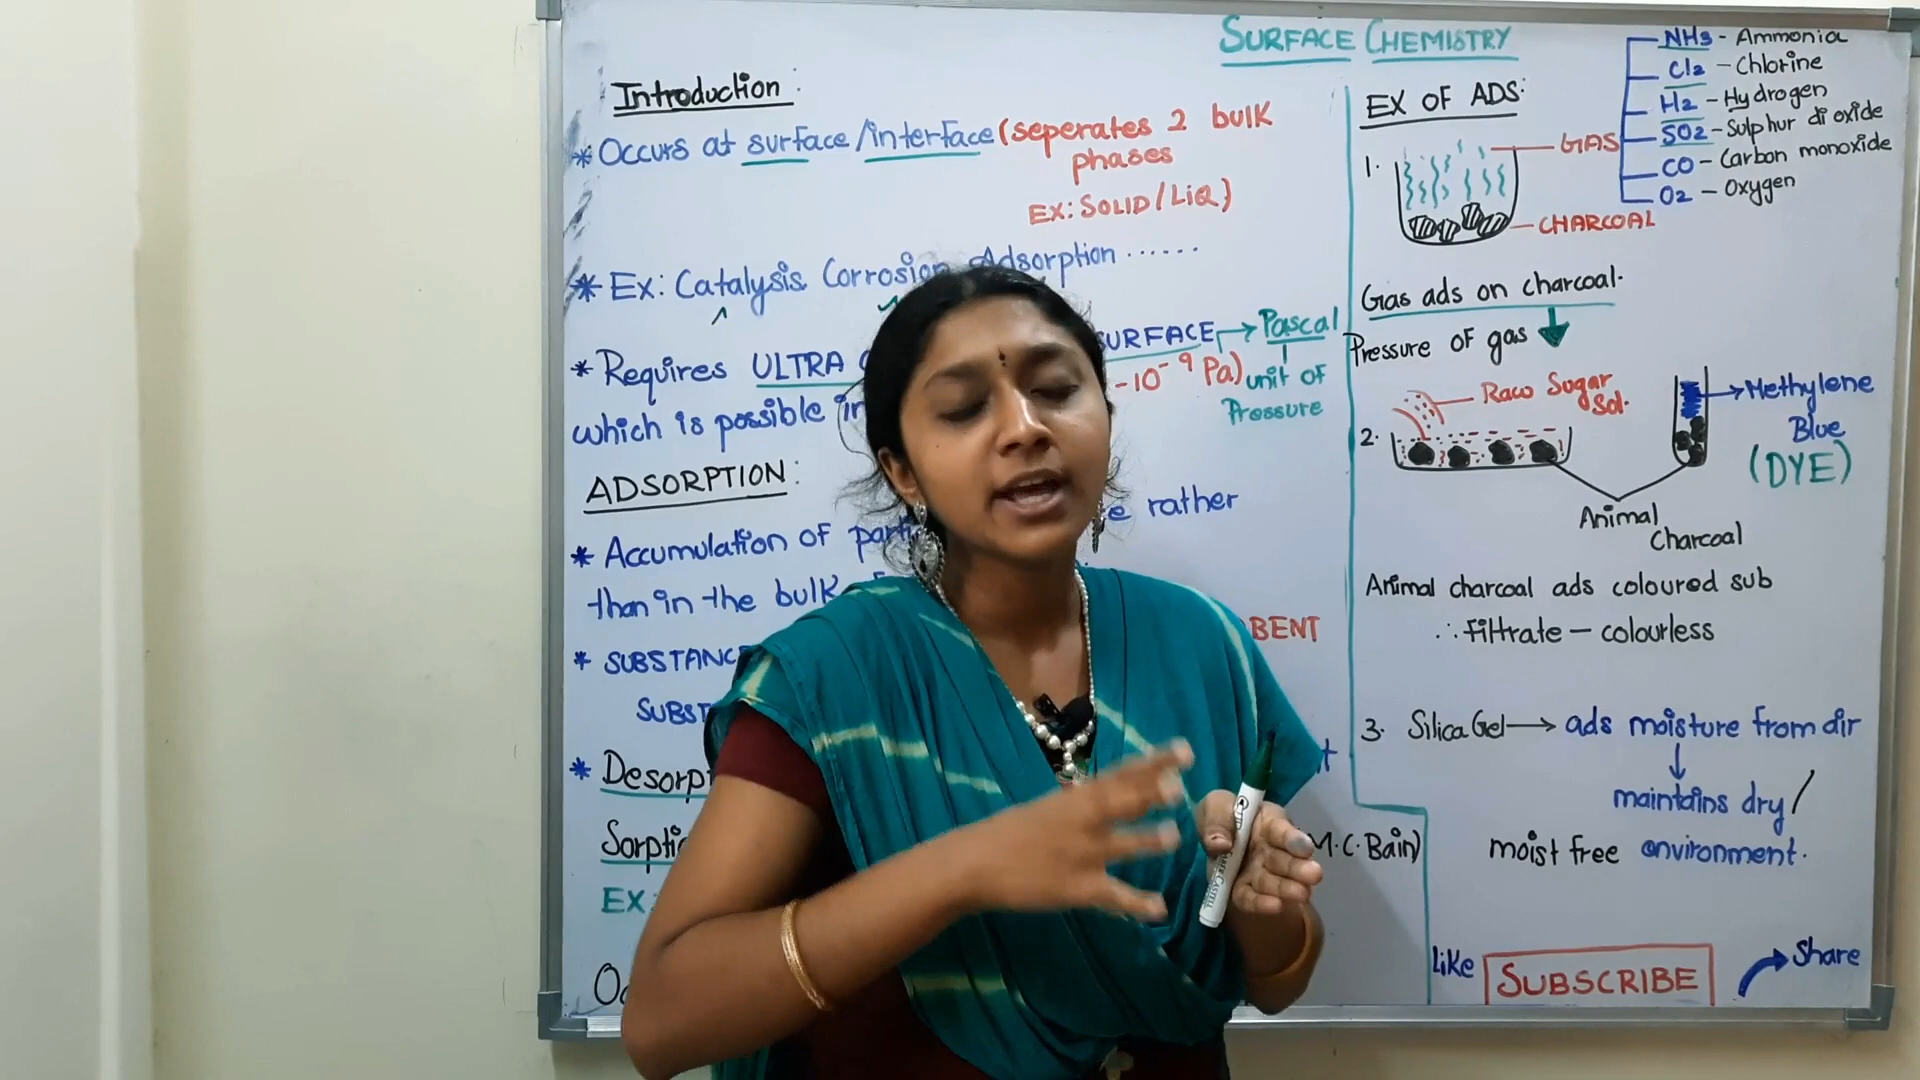 SURFACE CHEMISTRY
Introduction:
* Occurs at surface/interface (seperates 2 bulk
phases
EX: SOLID/LIQ)
* Ex: Catalysis Corrosion Adsorption ......
* Requires ULTRA SURFACE → Pascal
-10⁻⁹ Pa) unit of
Pressure
which is possible in
ADSORPTION:
* Accumulation of rather
than in the bulk
* SUBSTANCE BENT
*
M.C.Bain)
EX:
EX OF ADS:
NH3 - Ammonia
Cl2 - Chlorine
H2 - Hydrogen
SO2 - Sulphur di oxide
CO - Carbon monoxide
O2 - Oxygen
1.
GAS
CHARCOAL
Gas ads on charcoal.
Pressure of gas ↓
2.
Raw Sugar
Sol.
→ Methylene
Blue
(DYE)
Animal
Charcoal
Animal charcoal ads coloured sub
∴ filtrate - colourless
3. Silica Gel → ads moisture from air
↓
maintains dry/
moist free environment.
Like SUBSCRIBE Share